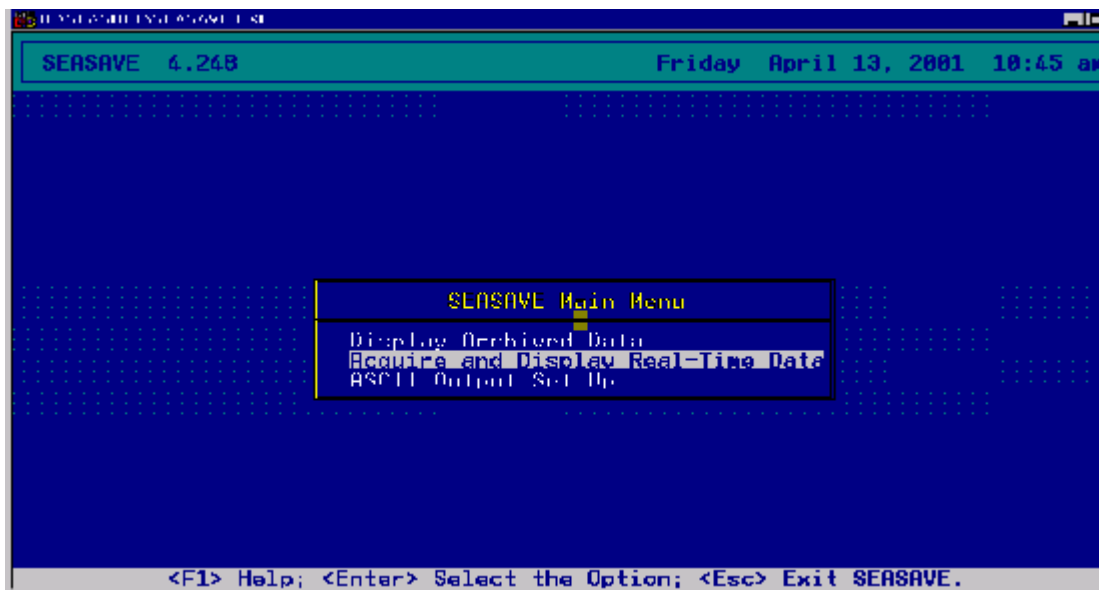 SEASAVE 4.248 Friday April 13, 2001 10:45 am
SEASAVE Main Menu
Display Archived Data
Acquire and Display Real-Time Data
ASCII Output Set Up
<F1> Help; <Enter> Select the Option; <Esc> Exit SEASAVE.